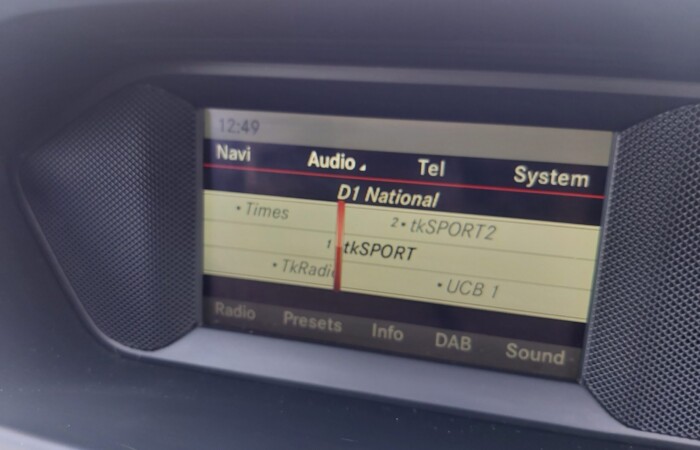 12:49
Navi Audio Tel System
D1 National
• Times 2• tkSPORT2
1 tkSPORT
• TkRadio • UCB 1
Radio Presets Info DAB Sound